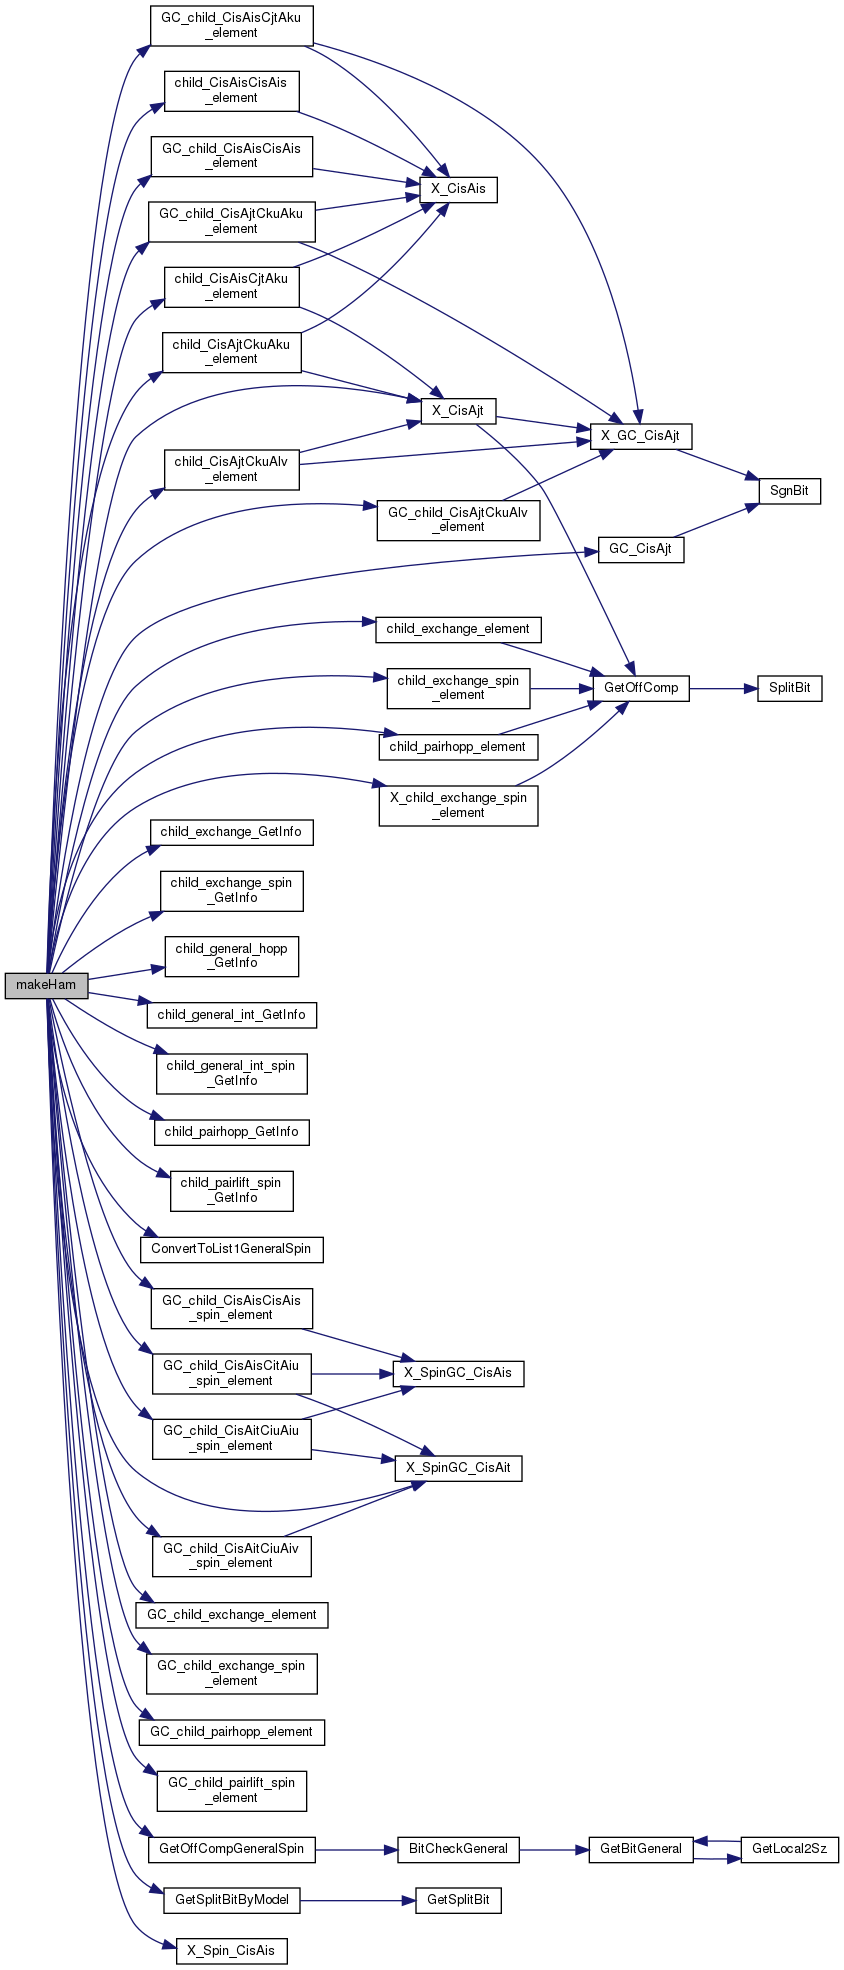 GC_child_CisAisCjtAku
_element
child_CisAisCisAis
_element
GC_child_CisAisCisAis
_element
X_CisAis
GC_child_CisAjtCkuAku
_element
child_CisAisCjtAku
_element
child_CisAjtCkuAku
_element
X_CisAjt
X_GC_CisAjt
child_CisAjtCkuAlv
_element
SgnBit
GC_child_CisAjtCkuAlv
_element
GC_CisAjt
child_exchange_element
child_exchange_spin
_element
GetOffComp
SplitBit
child_pairhopp_element
X_child_exchange_spin
_element
child_exchange_GetInfo
child_exchange_spin
_GetInfo
child_general_hopp
_GetInfo
makeHam
child_general_int_GetInfo
child_general_int_spin
_GetInfo
child_pairhopp_GetInfo
child_pairlift_spin
_GetInfo
ConvertToList1GeneralSpin
GC_child_CisAisCisAis
_spin_element
GC_child_CisAisCitAiu
_spin_element
X_SpinGC_CisAis
GC_child_CisAitCiuAiu
_spin_element
X_SpinGC_CisAit
GC_child_CisAitCiuAiv
_spin_element
GC_child_exchange_element
GC_child_exchange_spin
_element
GC_child_pairhopp_element
GC_child_pairlift_spin
_element
GetOffCompGeneralSpin
BitCheckGeneral
GetBitGeneral
GetLocal2Sz
GetSplitBitByModel
GetSplitBit
X_Spin_CisAis